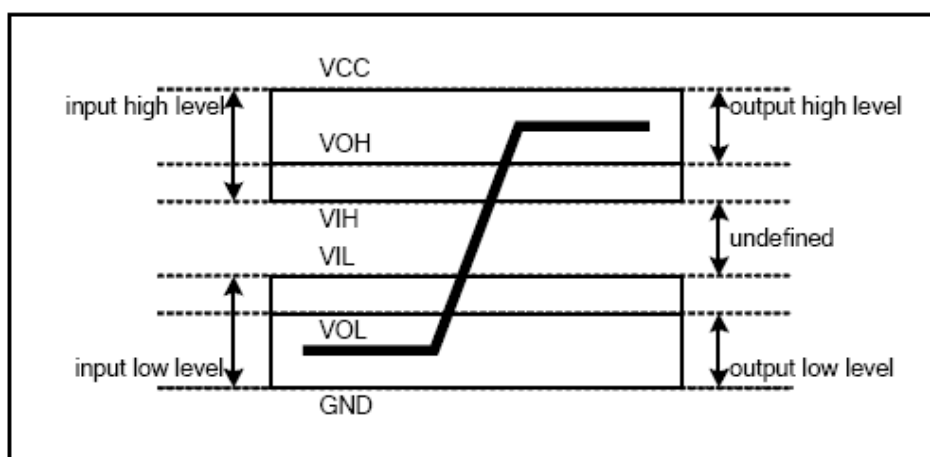 VCC
input high level
output high level
VOH
VIH
undefined
VIL
VOL
input low level
output low level
GND